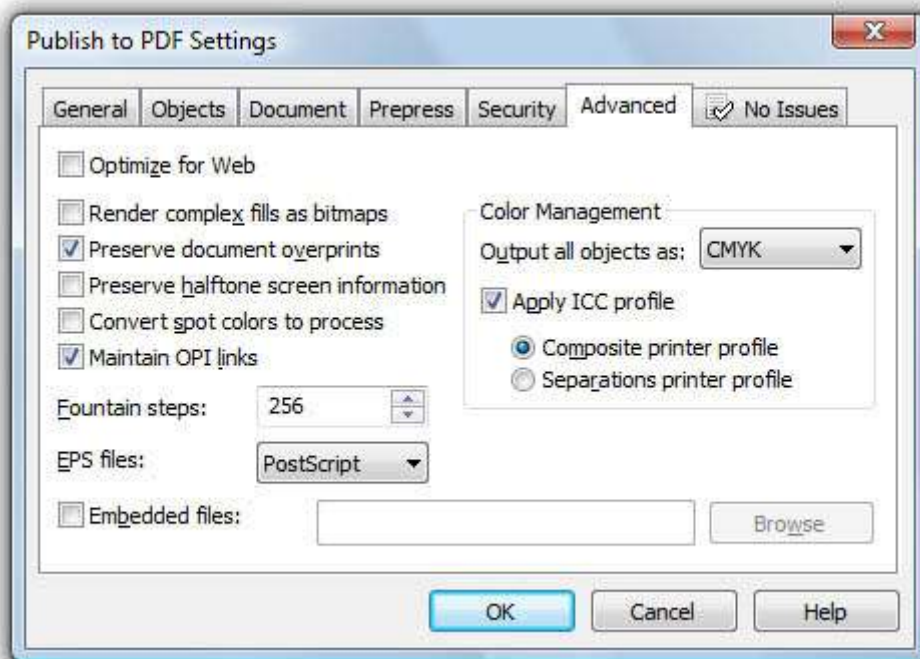 Publish to PDF Settings
General Objects Document Prepress Security Advanced No Issues
Optimize for Web
Render complex fills as bitmaps
Preserve document overprints
Preserve halftone screen information
Convert spot colors to process
Maintain OPI links
Fountain steps: 256
EPS files: PostScript
Embedded files: Browse
Color Management
Output all objects as: CMYK
Apply ICC profile
Composite printer profile
Separations printer profile
OK Cancel Help